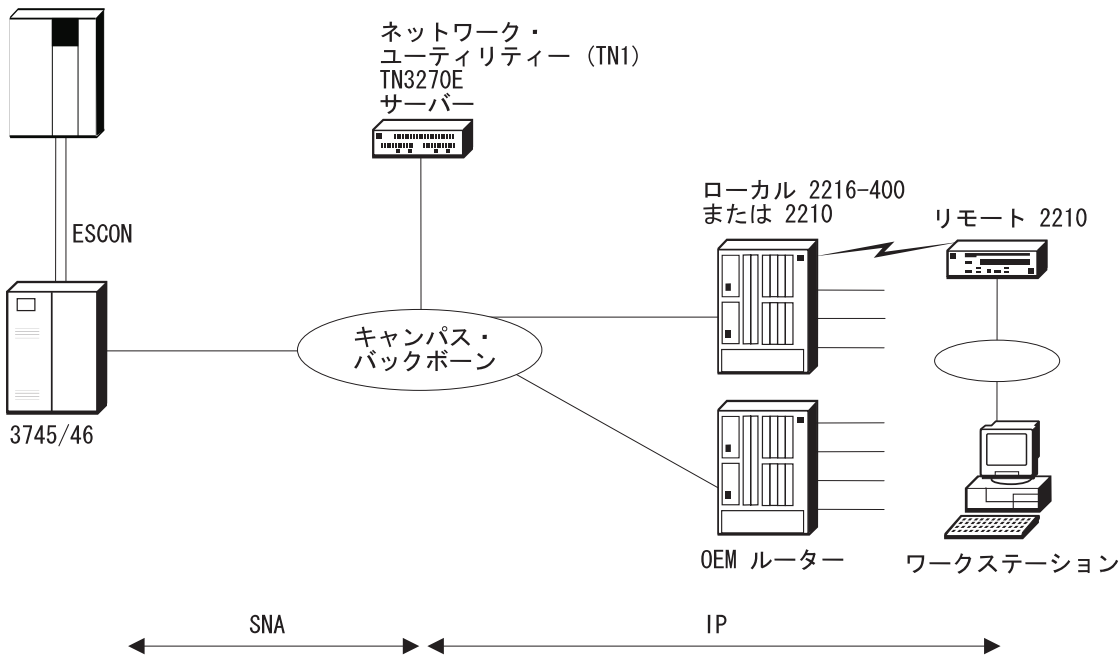 ネットワーク・
ユーティリティー (TN1)
TN3270E
サーバー
ローカル 2216-400
または 2210
リモート 2210
ESCON
キャンパス・
バックボーン
3745/46
OEM ルーター
ワークステーション
SNA
IP